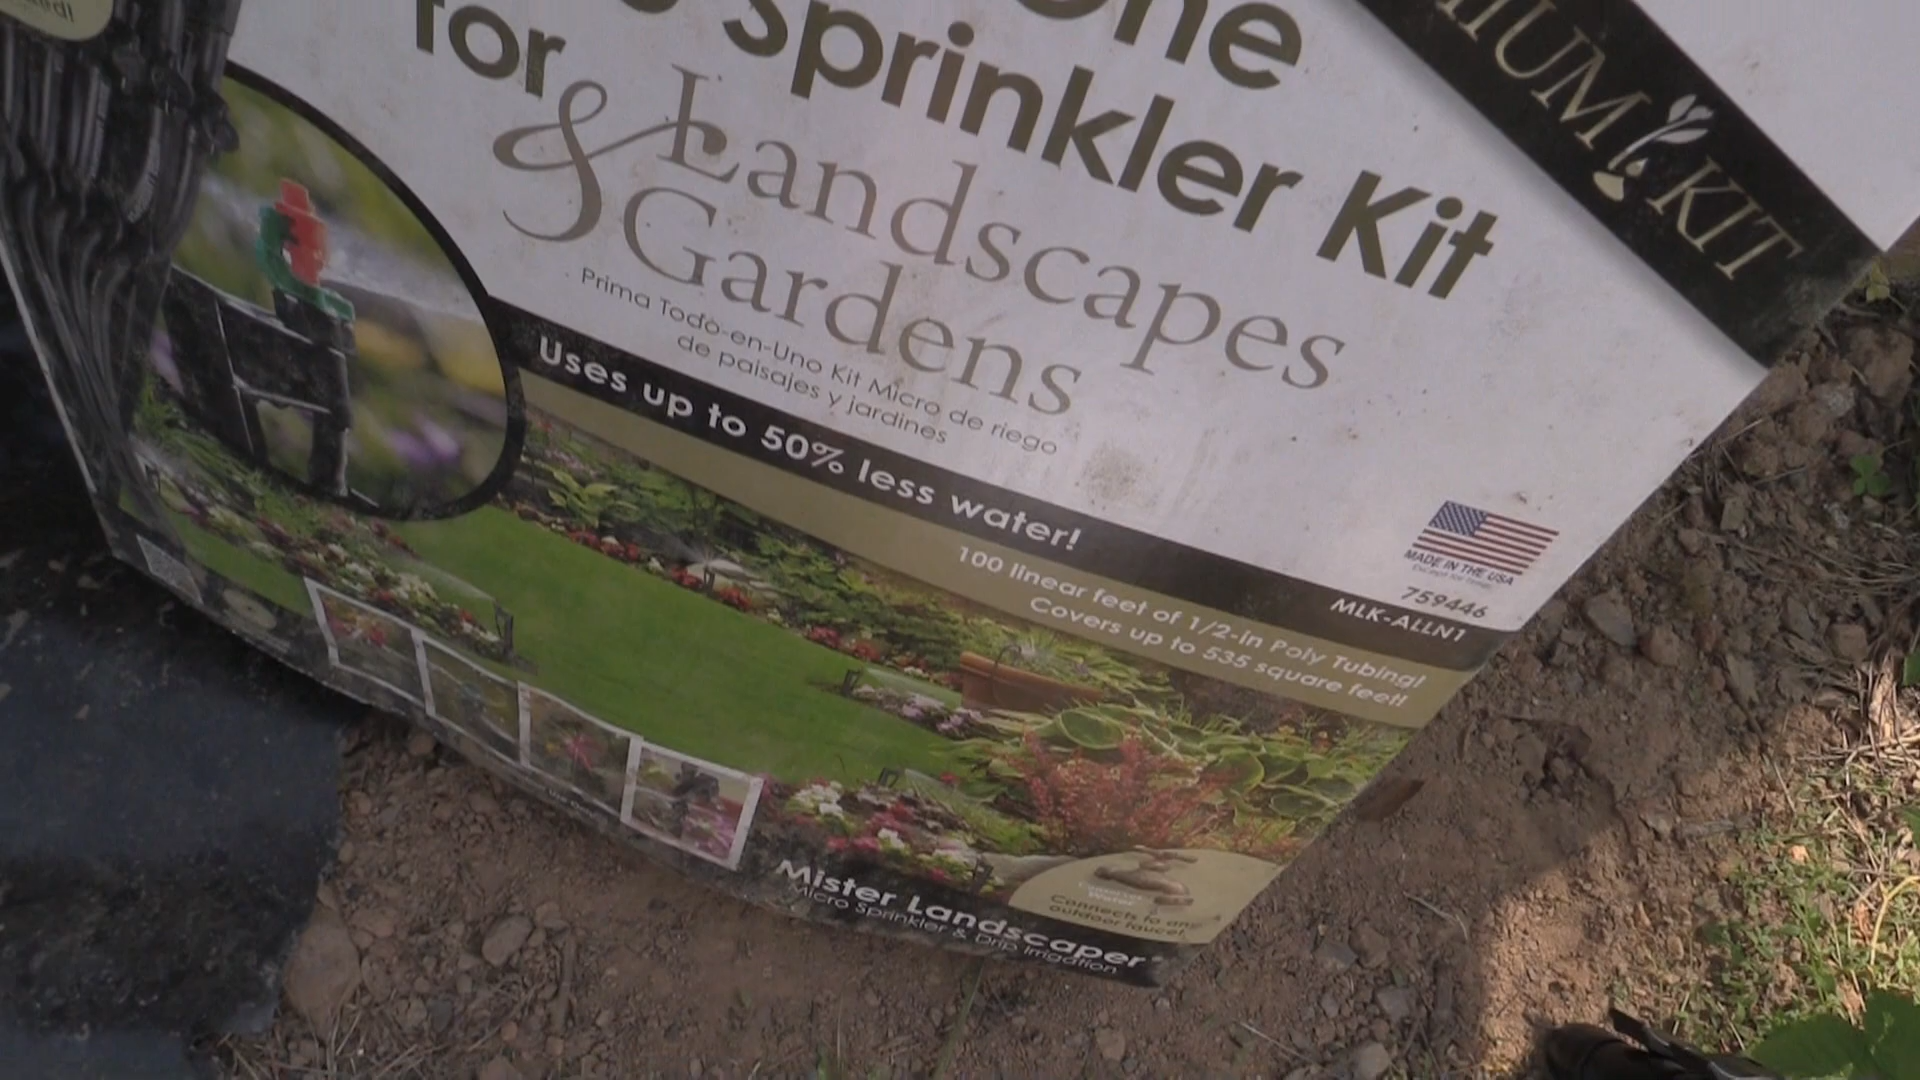 One
Sprinkler Kit
for Landscapes
& Gardens
Prima Todo-en-Uno Kit Micro de riego
de paisajes y jardines
Uses up to 50% less water!
100 linear feet of 1/2-in Poly Tubing!
Covers up to 535 square feet!
KIT
MADE IN THE USA
759446
MLK-ALLN1
Connects to any
outdoor faucet!
Mister Landscaper
Micro Sprinkler & Drip Irrigation